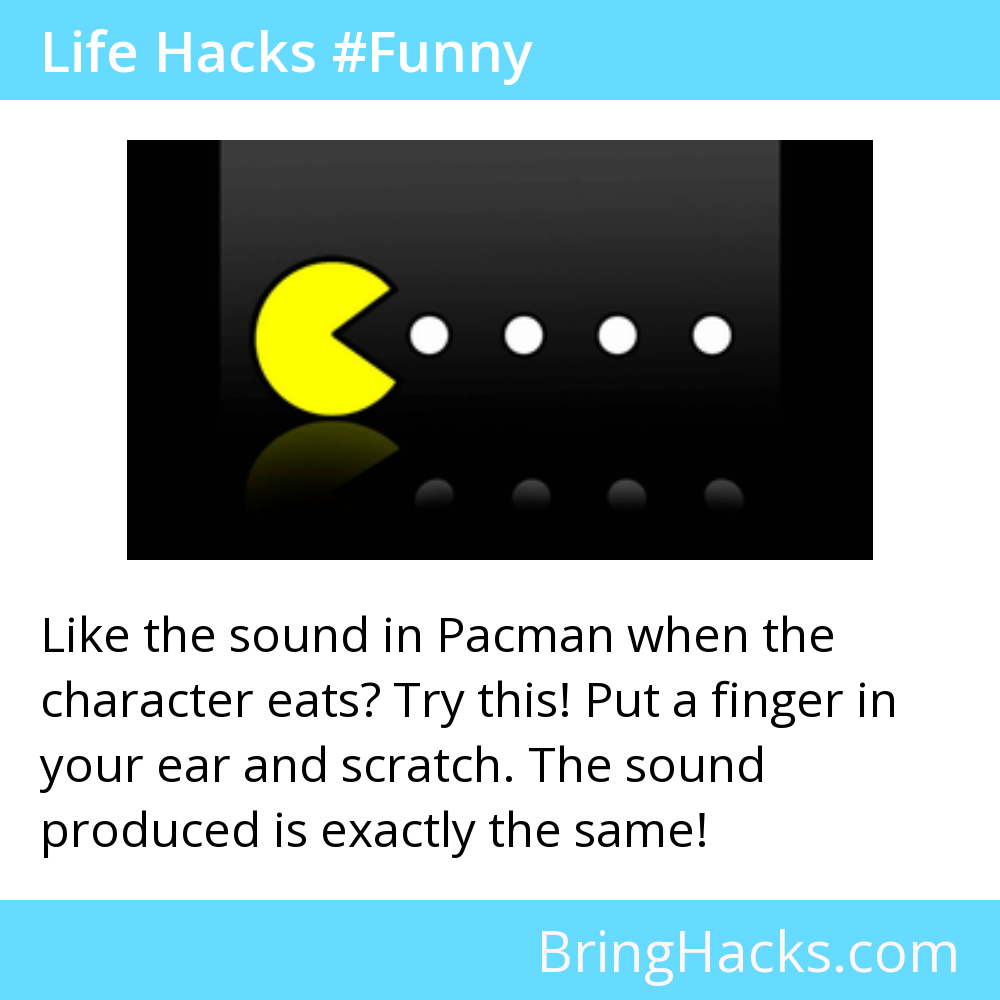 Life Hacks #Funny
Like the sound in Pacman when the
character eats? Try this! Put a finger in
your ear and scratch. The sound
produced is exactly the same!
BringHacks.com